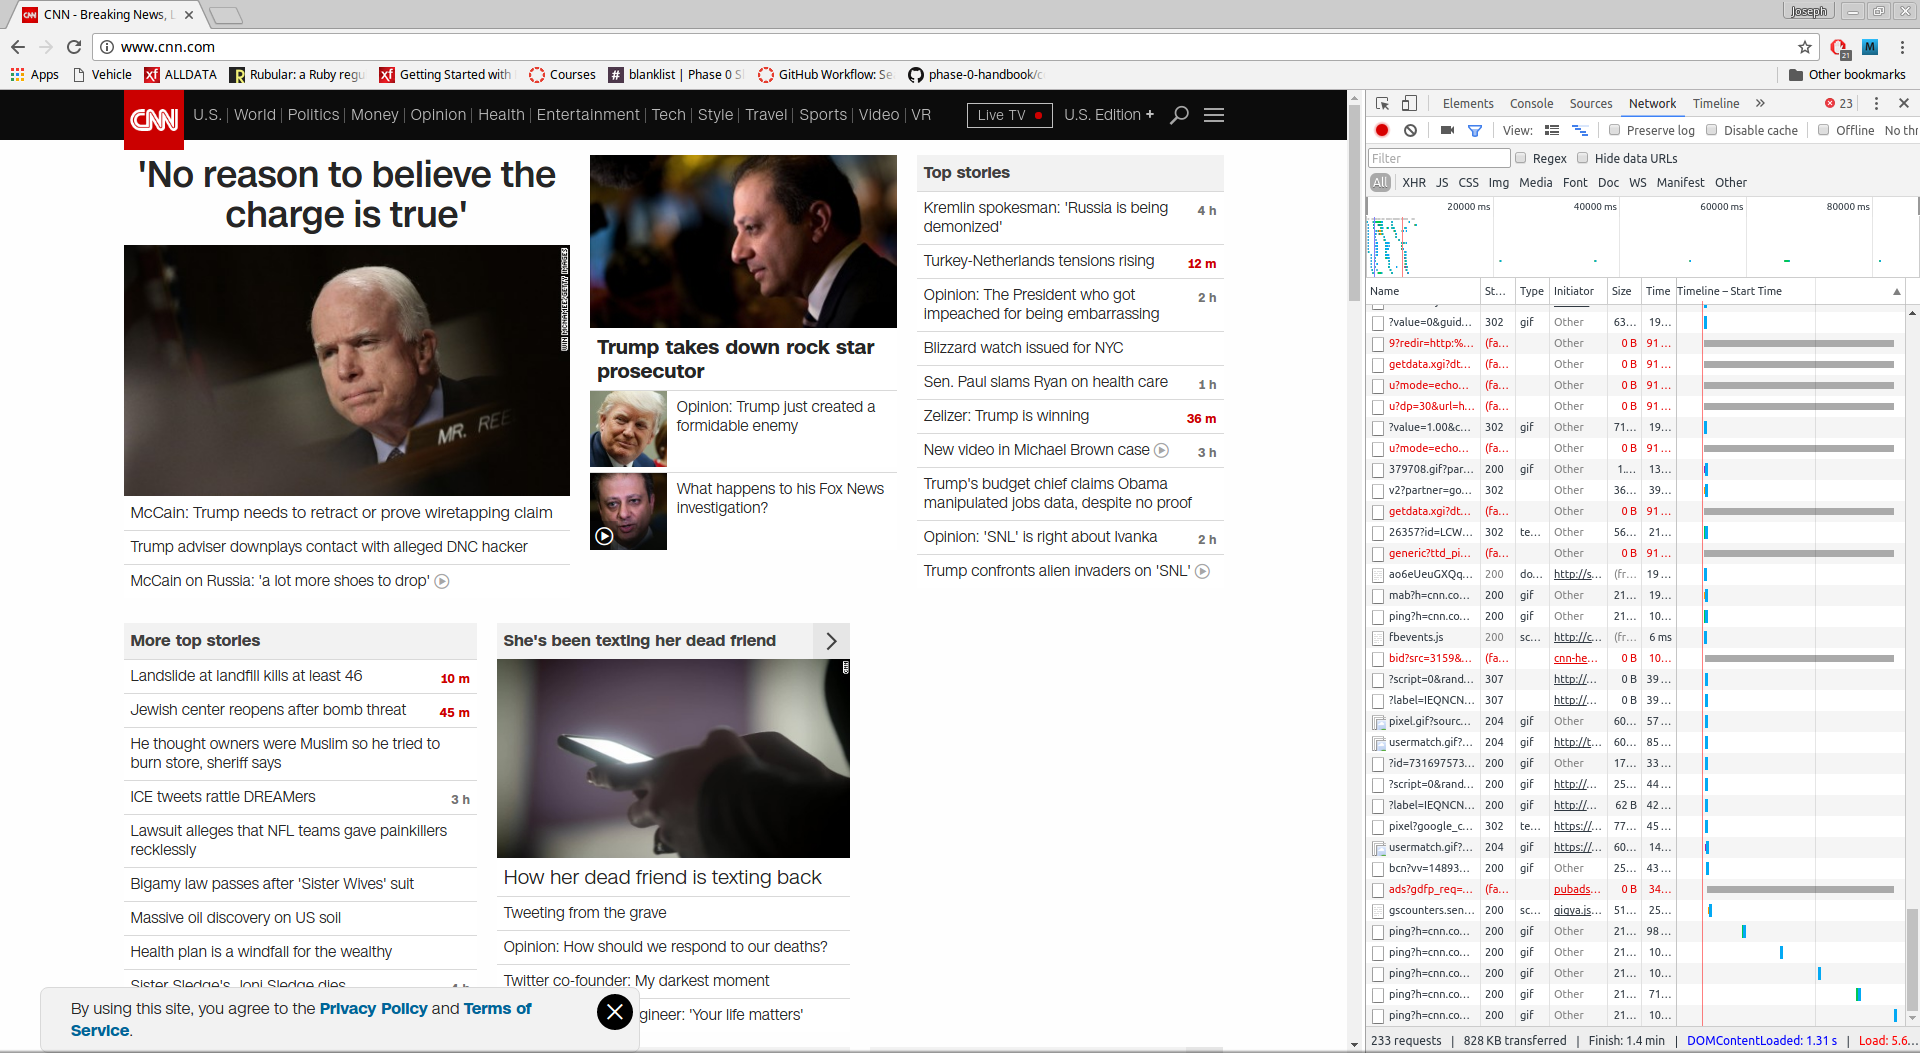 CNN - Breaking News, L
Joseph
www.cnn.com
21
M
Apps
Vehicle
xf ALLDATA
R Rubular: a Ruby regu
xf Getting Started with
Courses
# blanklist | Phase 0 S
GitHub Workflow: Se
phase-0-handbook/c
Other bookmarks
CNN
U.S. | World | Politics | Money | Opinion | Health | Entertainment | Tech | Style | Travel | Sports | Video | VR
Live TV
U.S. Edition +
'No reason to believe the
charge is true'
WIN MCNAMEE/GETTY IMAGES
MR. REE
McCain: Trump needs to retract or prove wiretapping claim
Trump adviser downplays contact with alleged DNC hacker
McCain on Russia: 'a lot more shoes to drop'
Trump takes down rock star
prosecutor
Opinion: Trump just created a
formidable enemy
What happens to his Fox News
investigation?
Top stories
Kremlin spokesman: 'Russia is being 4 h
demonized'
Turkey-Netherlands tensions rising 12 m
Opinion: The President who got 2 h
impeached for being embarrassing
Blizzard watch issued for NYC
Sen. Paul slams Ryan on health care 1 h
Zelizer: Trump is winning 36 m
New video in Michael Brown case 3 h
Trump's budget chief claims Obama
manipulated jobs data, despite no proof
Opinion: 'SNL' is right about Ivanka 2 h
Trump confronts alien invaders on 'SNL'
More top stories
Landslide at landfill kills at least 46 10 m
Jewish center reopens after bomb threat 45 m
He thought owners were Muslim so he tried to
burn store, sheriff says
ICE tweets rattle DREAMers 3 h
Lawsuit alleges that NFL teams gave painkillers
recklessly
Bigamy law passes after 'Sister Wives' suit
Massive oil discovery on US soil
Health plan is a windfall for the wealthy
Sister Sledge's Joni Sledge dies
She's been texting her dead friend
CNN
How her dead friend is texting back
Tweeting from the grave
Opinion: How should we respond to our deaths?
Twitter co-founder: My darkest moment
gineer: 'Your life matters'
By using this site, you agree to the Privacy Policy and Terms of
Service.
Elements Console Sources Network Timeline » 23
View: Preserve log Disable cache Offline No thr
Filter Regex Hide data URLs
All XHR JS CSS Img Media Font Doc WS Manifest Other
20000 ms 40000 ms 60000 ms 80000 ms
Name St... Type Initiator Size Time Timeline – Start Time
?value=0&guid... 302 gif Other 63... 19...
9?redir=http:%... (fa... Other 0 B 91...
getdata.xgi?dt... (fa... Other 0 B 91...
u?mode=echo... (fa... Other 0 B 91...
u?dp=30&url=h... (fa... Other 0 B 91...
?value=1.00&c... 302 gif Other 71... 19...
u?mode=echo... (fa... Other 0 B 91...
379708.gif?par... 200 gif Other 1.... 13...
v2?partner=go... 302 Other 36... 39...
getdata.xgi?dt... (fa... Other 0 B 91...
26357?id=LCW... 302 te... Other 56... 21...
generic?ttd_pi... (fa... Other 0 B 91...
ao6eUeuGXQq... 200 do... http://s... (fr... 19...
mab?h=cnn.co... 200 gif Other 21... 19...
ping?h=cnn.co... 200 gif Other 21... 10...
fbevents.js 200 sc... http://c... (fr... 6 ms
bid?src=3159&... (fa... cnn-he... 0 B 10...
?script=0&rand... 307 http://... 0 B 39...
?label=IEQNCN... 307 http://... 0 B 39...
pixel.gif?sourc... 204 gif Other 60... 57...
usermatch.gif?... 204 gif http://t... 60... 85...
?id=731697573... 200 gif Other 17... 33...
?script=0&rand... 200 gif http://... 25... 44...
?label=IEQNCN... 200 gif http://... 62 B 42...
pixel?google_c... 302 te... https://... 77... 45...
usermatch.gif?... 204 gif https://... 60... 14...
bcn?vv=14893... 200 gif Other 25... 43...
ads?gdfp_req=... (fa... pubads... 0 B 34...
gscounters.sen... 200 sc... gigya.js... 51... 25...
ping?h=cnn.co... 200 gif Other 21... 98...
ping?h=cnn.co... 200 gif Other 21... 10...
ping?h=cnn.co... 200 gif Other 21... 10...
ping?h=cnn.co... 200 gif Other 21... 71...
ping?h=cnn.co... 200 gif Other 21... 10...
233 requests | 828 KB transferred | Finish: 1.4 min | DOMContentLoaded: 1.31 s | Load: 5.6...